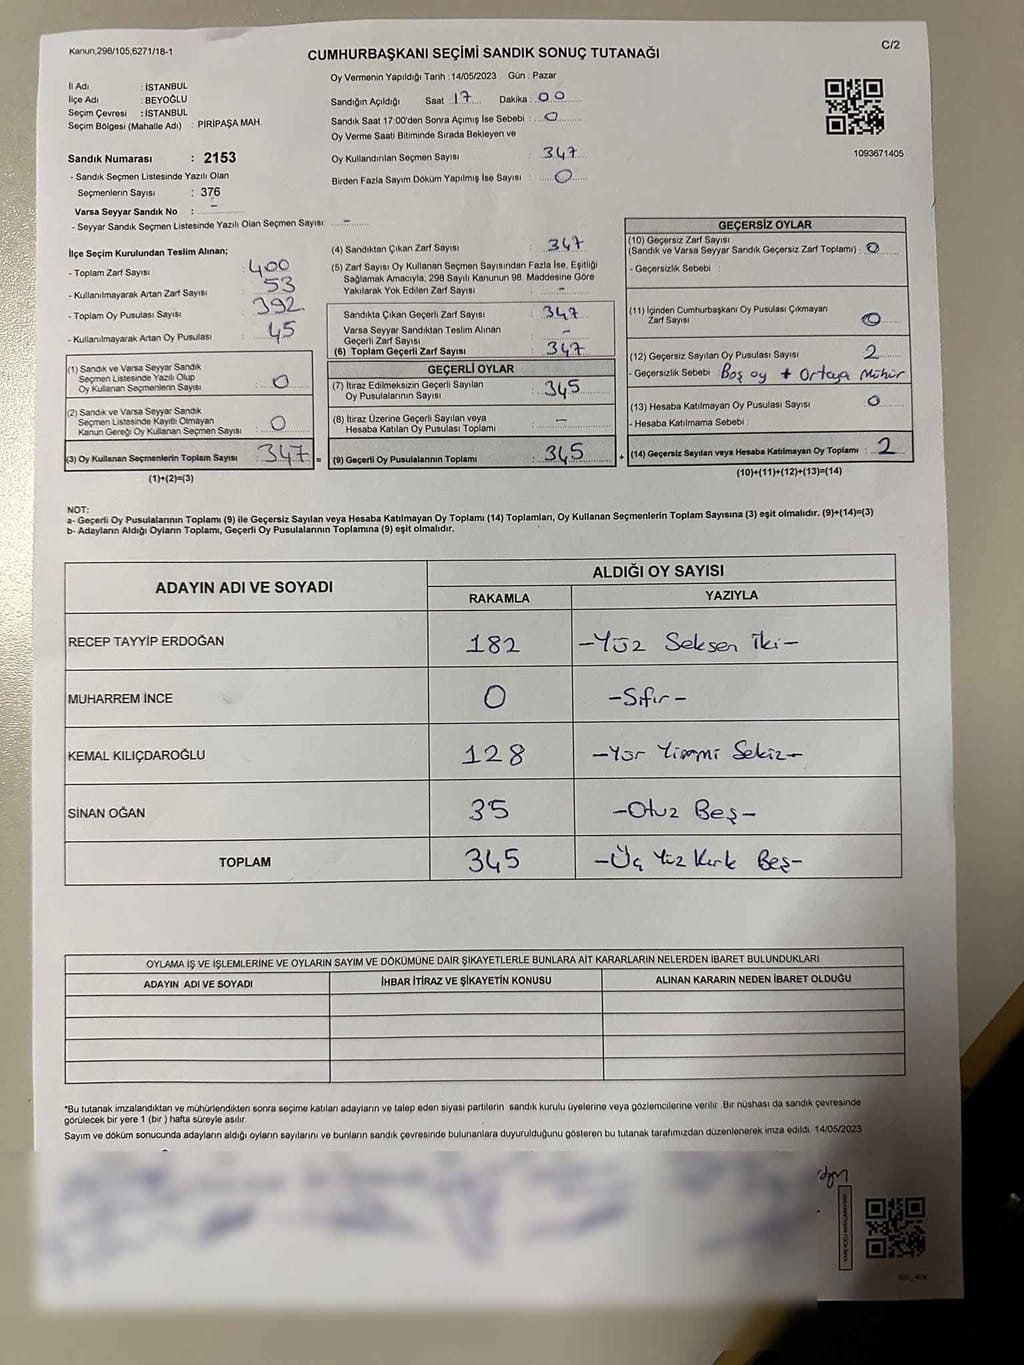 Kanun;298/105,6271/18-1
C/2
CUMHURBAŞKANI SEÇİMİ SANDIK SONUÇ TUTANAĞI
İl Adı : İSTANBUL
İlçe Adı : BEYOĞLU
Seçim Çevresi : İSTANBUL
Seçim Bölgesi (Mahalle Adı) : PİRİPAŞA MAH.
Sandık Numarası : 2153
- Sandık Seçmen Listesinde Yazılı Olan
Seçmenlerin Sayısı : 376
Varsa Seyyar Sandık No : -
- Seyyar Sandık Seçmen Listesinde Yazılı Olan Seçmen Sayısı: -
Oy Vermenin Yapıldığı Tarih : 14/05/2023 Gün : Pazar
Sandığın Açıldığı Saat : 17 Dakika : 00
Sandık Saat 17:00'den Sonra Açımış İse Sebebi : 0
Oy Verme Saati Bitiminde Sırada Bekleyen ve
Oy Kullandırılan Seçmen Sayısı : 347
Birden Fazla Sayım Döküm Yapılmış İse Sayısı : 0
1093671405
İlçe Seçim Kurulundan Teslim Alınan;
- Toplam Zarf Sayısı : 400
- Kullanılmayarak Artan Zarf Sayısı : 53
- Toplam Oy Pusulası Sayısı : 392
- Kullanılmayarak Artan Oy Pusulası : 45
(1) Sandık ve Varsa Seyyar Sandık
Seçmen Listesinde Yazılı Olup
Oy Kullanan Seçmenlerin Sayısı : 0
(2) Sandık ve Varsa Seyyar Sandık
Seçmen Listesinde Kayıtlı Olmayan
Kanun Gereği Oy Kullanan Seçmen Sayısı : 0
(3) Oy Kullanan Seçmenlerin Toplam Sayısı : 347 =
(1)+(2)=(3)
(4) Sandıktan Çıkan Zarf Sayısı : 347
(5) Zarf Sayısı Oy Kullanan Seçmen Sayısından Fazla İse, Eşitliği
Sağlamak Amacıyla, 298 Sayılı Kanunun 98. Maddesine Göre
Yakılarak Yok Edilen Zarf Sayısı : -
Sandıkta Çıkan Geçerli Zarf Sayısı : 347
Varsa Seyyar Sandıktan Teslim Alınan
Geçerli Zarf Sayısı : -
(6) Toplam Geçerli Zarf Sayısı : 347
GEÇERLİ OYLAR
(7) İtiraz Edilmeksizin Geçerli Sayılan
Oy Pusulalarının Sayısı : 345
(8) İtiraz Üzerine Geçerli Sayılan veya
Hesaba Katılan Oy Pusulası Toplamı : -
(9) Geçerli Oy Pusulalarının Toplamı : 345 +
GEÇERSİZ OYLAR
(10) Geçersiz Zarf Sayısı
(Sandık ve Varsa Seyyar Sandık Geçersiz Zarf Toplamı) : 0
- Geçersizlik Sebebi :
(11) İçinden Cumhurbaşkanı Oy Pusulası Çıkmayan
Zarf Sayısı : 0
(12) Geçersiz Sayılan Oy Pusulası Sayısı : 2
- Geçersizlik Sebebi : Boş oy + Ortaya Mühür
(13) Hesaba Katılmayan Oy Pusulası Sayısı : 0
- Hesaba Katılmama Sebebi :
(14) Geçersiz Sayılan veya Hesaba Katılmayan Oy Toplamı : 2
(10)+(11)+(12)+(13)=(14)
NOT:
a- Geçerli Oy Pusulalarının Toplamı (9) ile Geçersiz Sayılan veya Hesaba Katılmayan Oy Toplamı (14) Toplamları, Oy Kullanan Seçmenlerin Toplam Sayısına (3) eşit olmalıdır. (9)+(14)=(3)
b- Adayların Aldığı Oyların Toplamı, Geçerli Oy Pusulalarının Toplamına (9) eşit olmalıdır.
ADAYIN ADI VE SOYADI ALDIĞI OY SAYISI
RAKAMLA YAZIYLA
RECEP TAYYİP ERDOĞAN 182 -Yüz Seksen İki-
MUHARREM İNCE 0 -Sıfır-
KEMAL KILIÇDAROĞLU 128 -Yüz Yirmi Sekiz-
SİNAN OĞAN 35 -Otuz Beş-
TOPLAM 345 -Üç Yüz Kırk Beş-
OYLAMA İŞ VE İŞLEMLERİNE VE OYLARIN SAYIM VE DÖKÜMÜNE DAİR ŞİKAYETLERLE BUNLARA AİT KARARLARIN NELERDEN İBARET BULUNDUKLARI
ADAYIN ADI VE SOYADI İHBAR İTİRAZ VE ŞİKAYETİN KONUSU ALINAN KARARIN NEDEN İBARET OLDUĞU
*Bu tutanak imzalandıktan ve mühürlendikten sonra seçime katılan adayların ve talep eden siyasi partilerin sandık kurulu üyelerine veya gözlemcilerine verilir. Bir nüshası da sandık çevresinde
görülecek bir yere 1 (bir) hafta süreyle asılır.
Sayım ve döküm sonucunda adayların aldığı oyların sayılarını ve bunların sandık çevresinde bulunanlara duyurulduğunu gösteren bu tutanak tarafımızdan düzenlenerek imza edildi. 14/05/2023